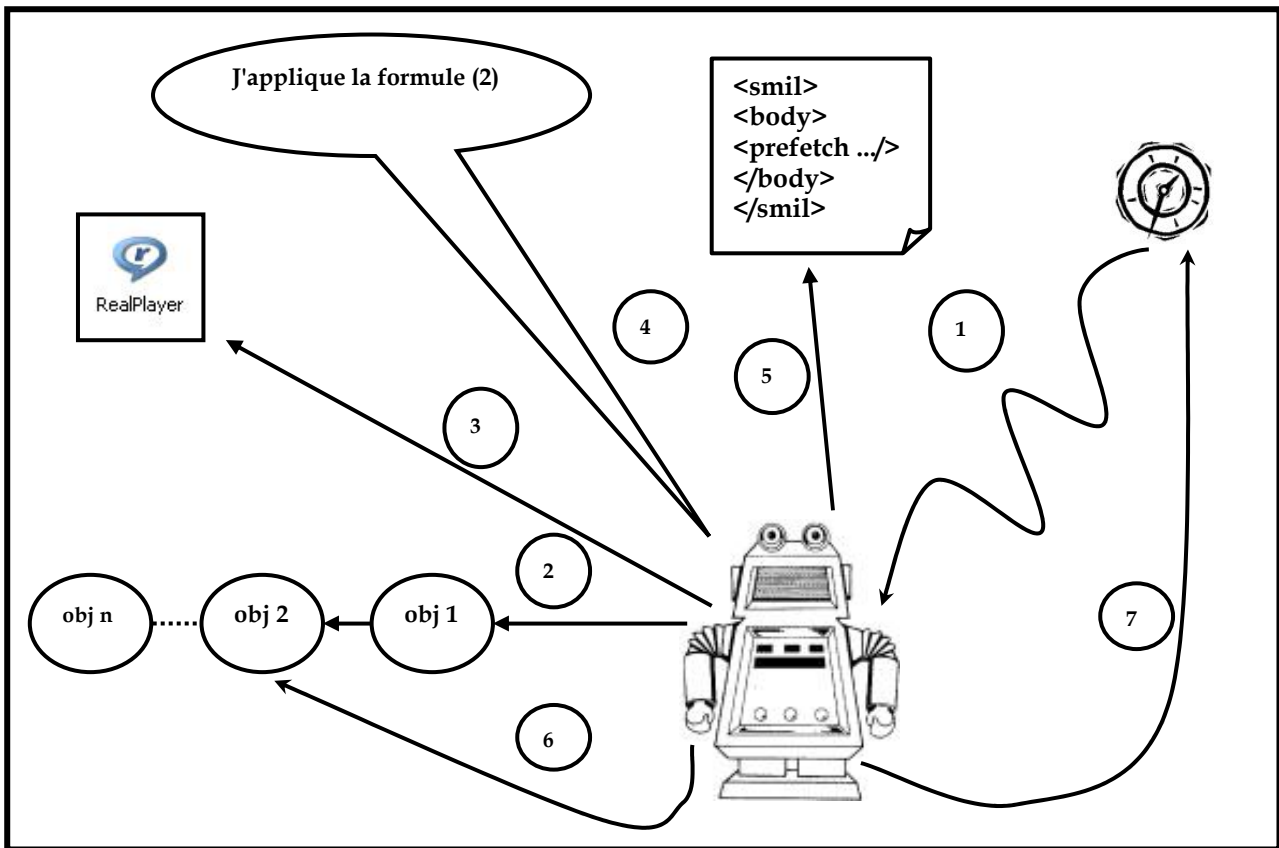 J'applique la formule (2)
<smil>
<body>
<prefetch .../>
</body>
</smil>
r
RealPlayer
4
1
5
3
2
obj n
obj 2
obj 1
7
6